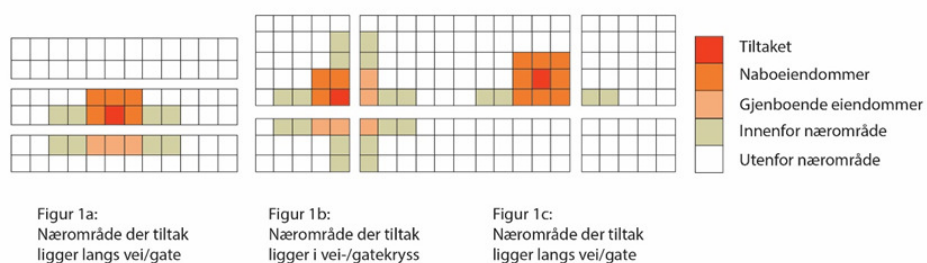 Tiltaket
Naboeiendommer
Gjenboende eiendommer
Innenfor nærområde
Utenfor nærområde
Figur 1a:
Nærområde der tiltak
ligger langs vei/gate
Figur 1b:
Nærområde der tiltak
ligger i vei-/gatekryss
Figur 1c:
Nærområde der tiltak
ligger langs vei/gate